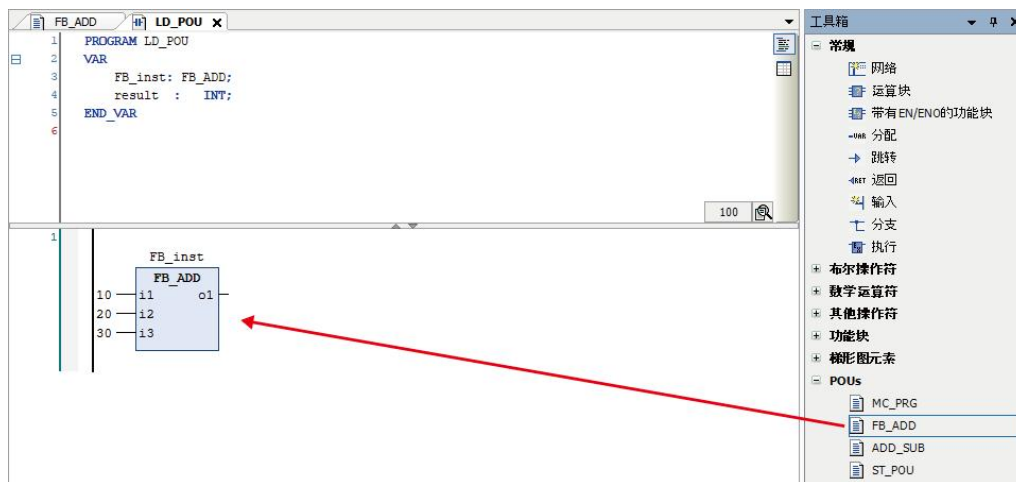 FB_ADD
LD_POU
1 PROGRAM LD_POU
2 VAR
3 FB_inst: FB_ADD;
4 result : INT;
5 END_VAR
6
100
1
FB_inst
FB_ADD
10 i1 o1
20 i2
30 i3
工具箱
常规
网络
运算块
带有EN/ENO的功能块
-VAR 分配
跳转
RET 返回
输入
分支
执行
布尔操作符
数学运算符
其他操作符
功能块
梯形图元素
POUs
MC_PRG
FB_ADD
ADD_SUB
ST_POU